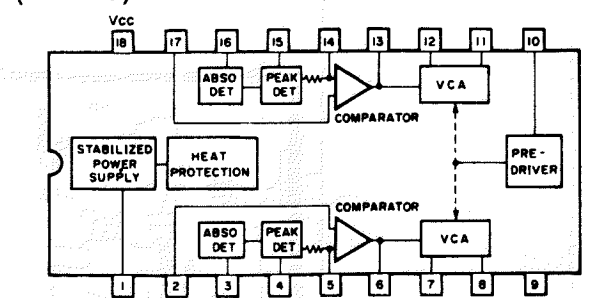 Vcc
18 17 16 15 14 13 12 11 10
ABSO
DET
PEAK
DET
VCA
COMPARATOR
STABILIZED
POWER
SUPPLY
HEAT
PROTECTION
PRE-
DRIVER
COMPARATOR
ABSO
DET
PEAK
DET
VCA
1 2 3 4 5 6 7 8 9